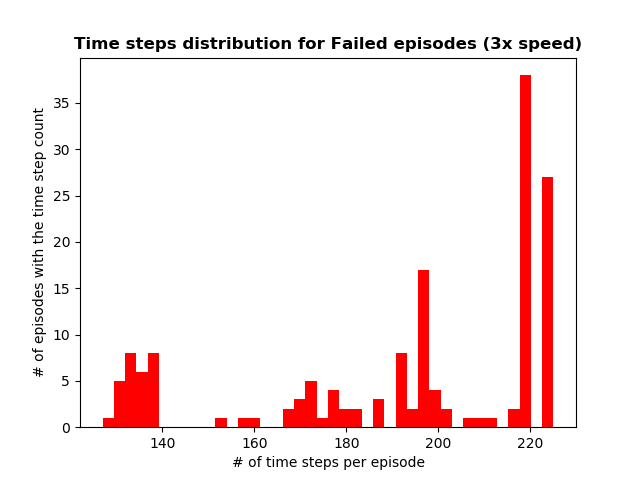 Time steps distribution for Failed episodes (3x speed)
# of episodes with the time step count
35
30
25
20
15
10
5
0
140 160 180 200 220
# of time steps per episode